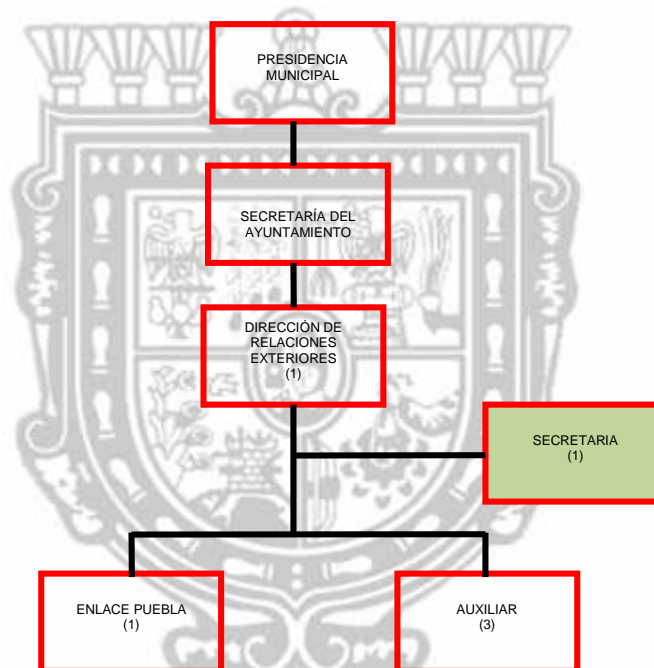 PRESIDENCIA
MUNICIPAL
SECRETARÍA DEL
AYUNTAMIENTO
DIRECCIÓN DE
RELACIONES
EXTERIORES
(1)
SECRETARIA
(1)
ENLACE PUEBLA
(1)
AUXILIAR
(3)